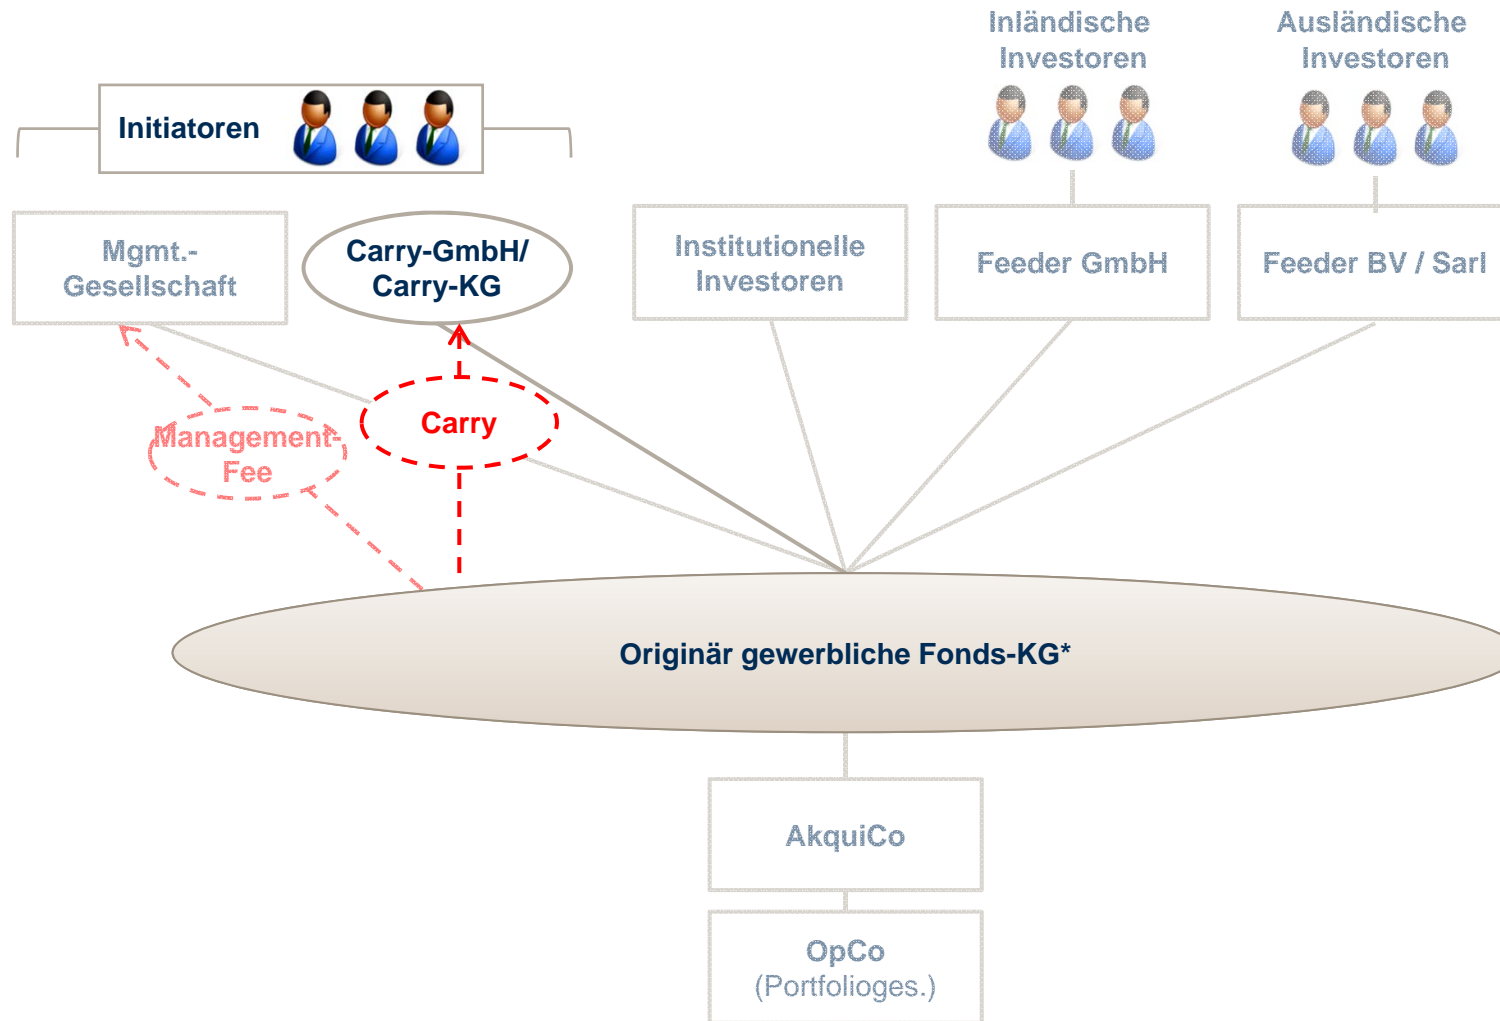 Inländische
Investoren
Ausländische
Investoren
Initiatoren
Mgmt.-
Gesellschaft
Carry-GmbH/
Carry-KG
Institutionelle
Investoren
Feeder GmbH
Feeder BV / Sarl
Management-
Fee
Carry
Originär gewerbliche Fonds-KG*
AkquiCo
OpCo
(Portfolioges.)